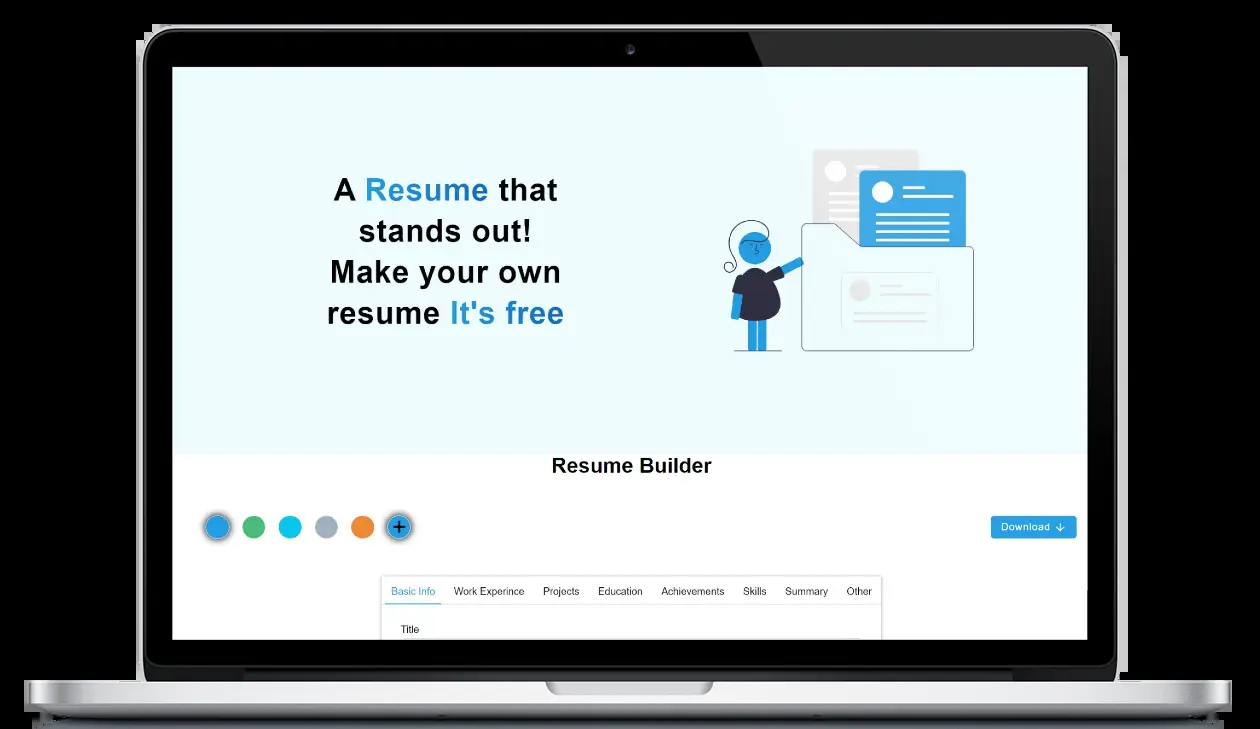 A Resume that
stands out!
Make your own
resume It's free
Resume Builder
Download ↓
Basic Info Work Experince Projects Education Achievements Skills Summary Other
Title